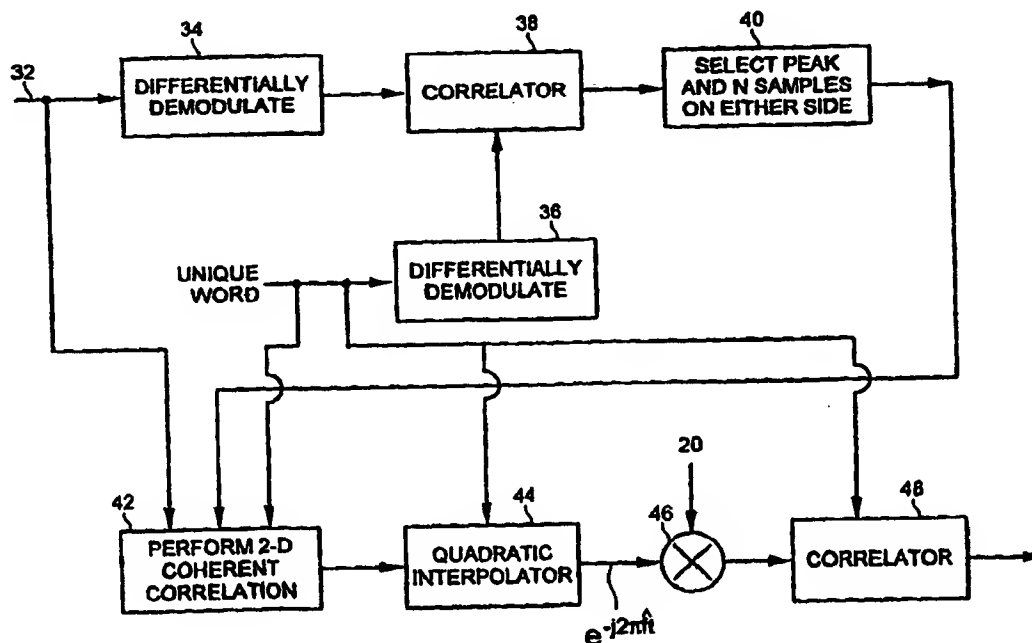 34
38
40
32
DIFFERENTIALLY
DEMODULATE
CORRELATOR
SELECT PEAK
AND N SAMPLES
ON EITHER SIDE
36
UNIQUE
WORD
DIFFERENTIALLY
DEMODULATE
20
42
44
46
48
PERFORM 2-D
COHERENT
CORRELATION
QUADRATIC
INTERPOLATOR
CORRELATOR
e^{-j2πf̂t}